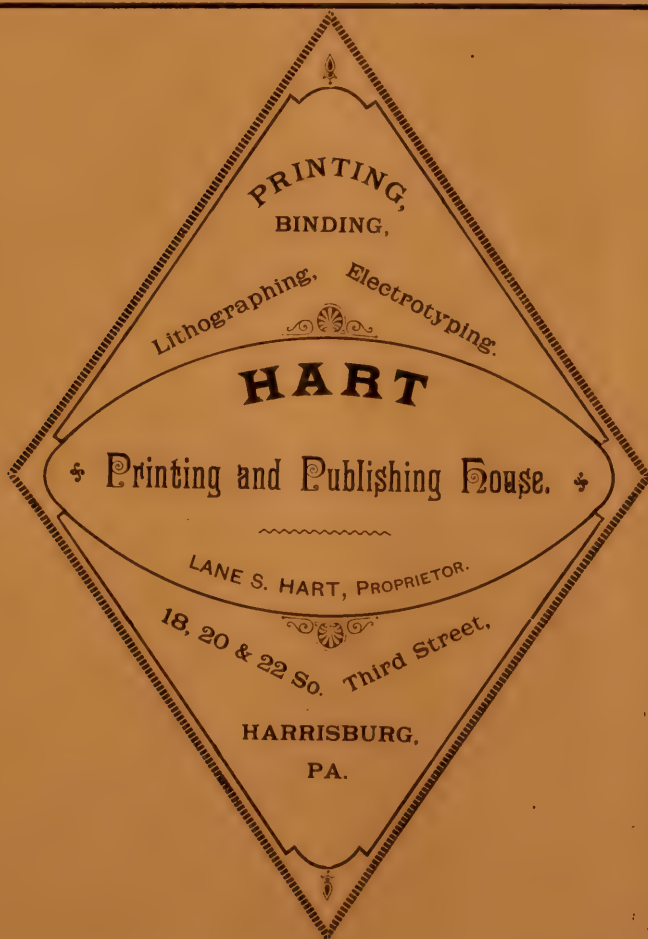 PRINTING,
BINDING,
Lithographing, Electrotyping.
HART
Printing and Publishing House.
LANE S. HART, PROPRIETOR.
18, 20 & 22 So. Third Street,
HARRISBURG,
PA.